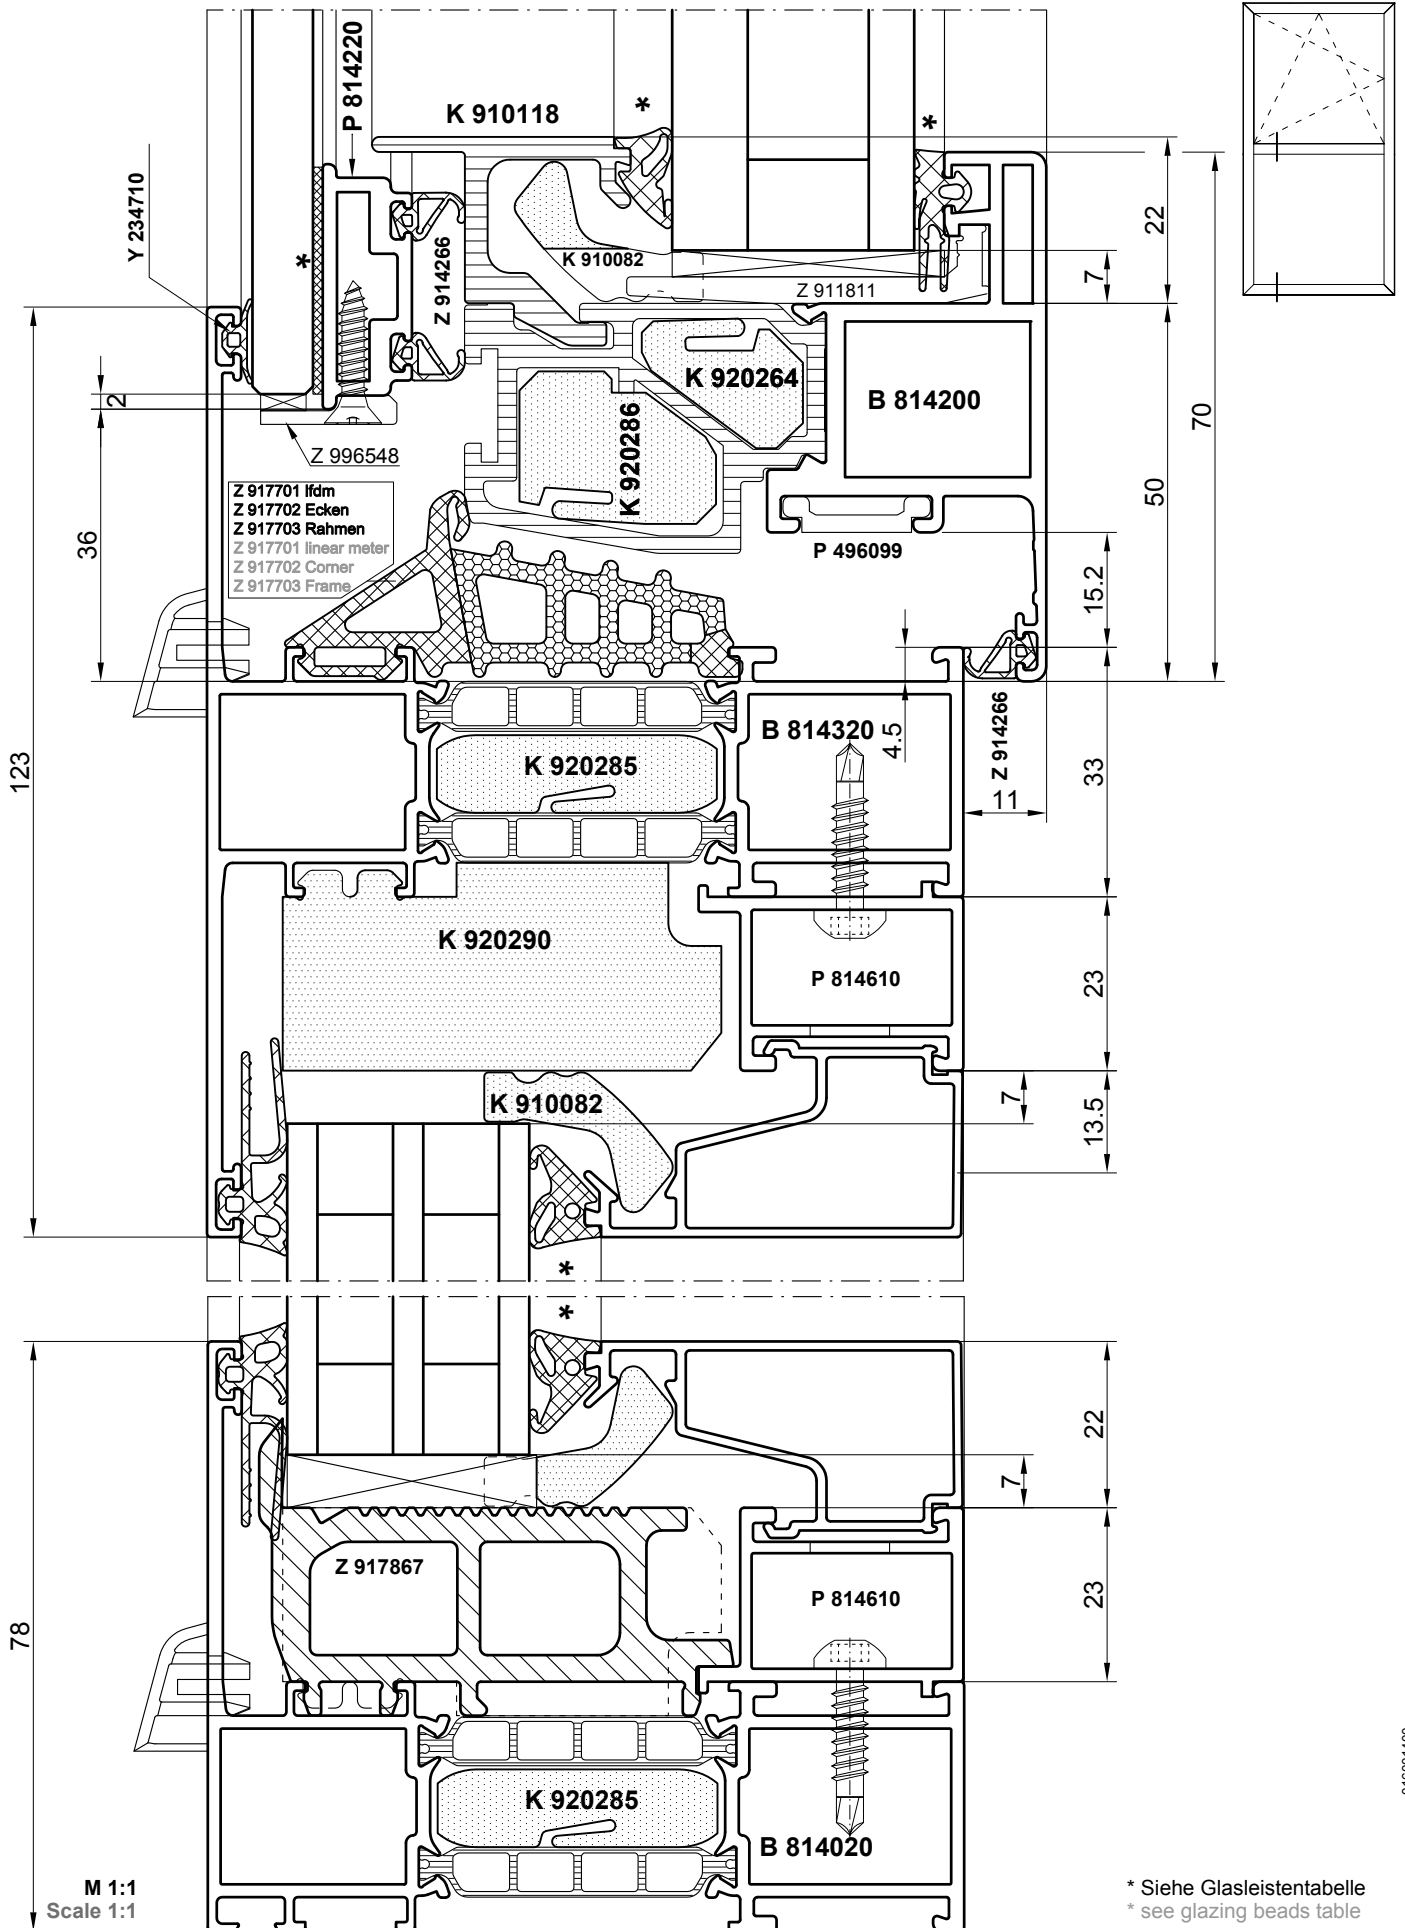 P 814220
K 910118
*
*
Y 234710
*
Z 914266
K 910082
Z 911811
22
7
K 920264
B 814200
70
2
K 920286
Z 996548
50
Z 917701 lfdm
Z 917702 Ecken
Z 917703 Rahmen
Z 917701 linear meter
Z 917702 Corner
Z 917703 Frame
36
P 496099
15.2
123
K 920285
B 814320
4.5
Z 914266
33
11
K 920290
P 814610
23
K 910082
7
13.5
*
*
22
7
Z 917867
P 814610
23
78
K 920285
B 814020
M 1:1
Scale 1:1
* Siehe Glasleistentabelle
* see glazing beads table